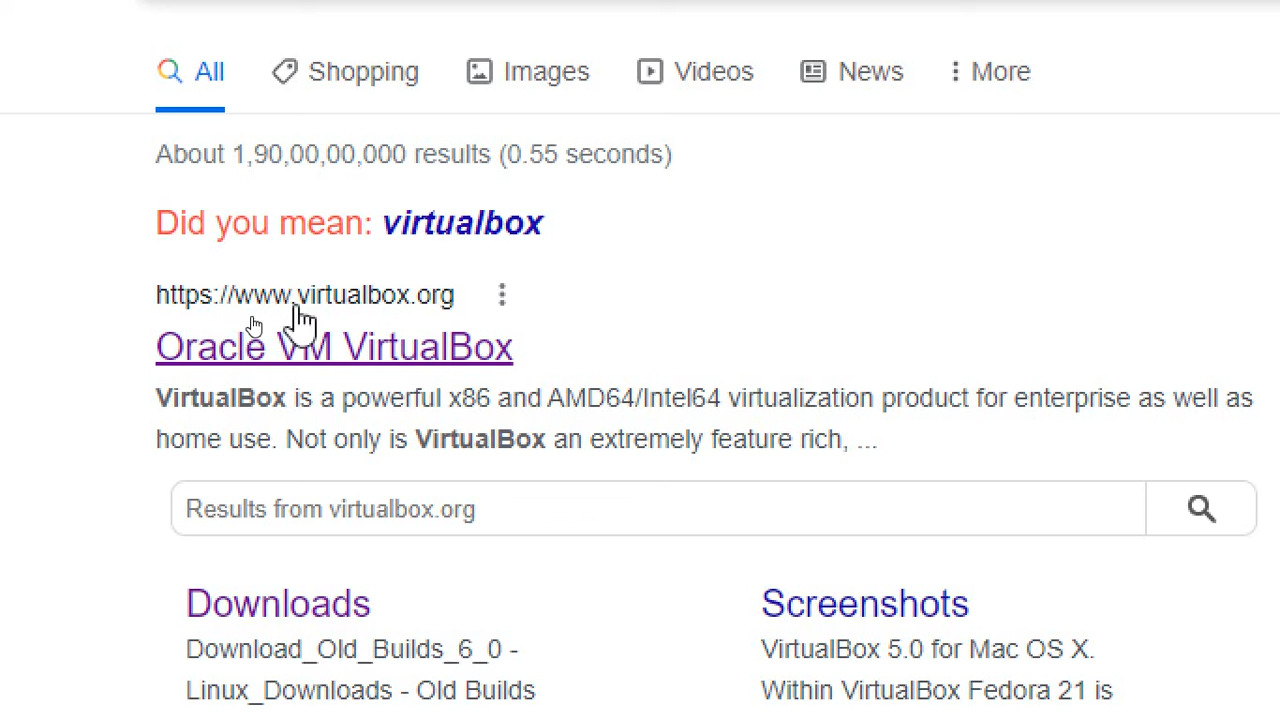 All Shopping Images Videos News More
About 1,90,00,00,000 results (0.55 seconds)
Did you mean: virtualbox
https://www.virtualbox.org
Oracle VM VirtualBox
VirtualBox is a powerful x86 and AMD64/Intel64 virtualization product for enterprise as well as
home use. Not only is VirtualBox an extremely feature rich, ...
Results from virtualbox.org
Downloads
Download_Old_Builds_6_0 -
Linux_Downloads - Old Builds
Screenshots
VirtualBox 5.0 for Mac OS X.
Within VirtualBox Fedora 21 is